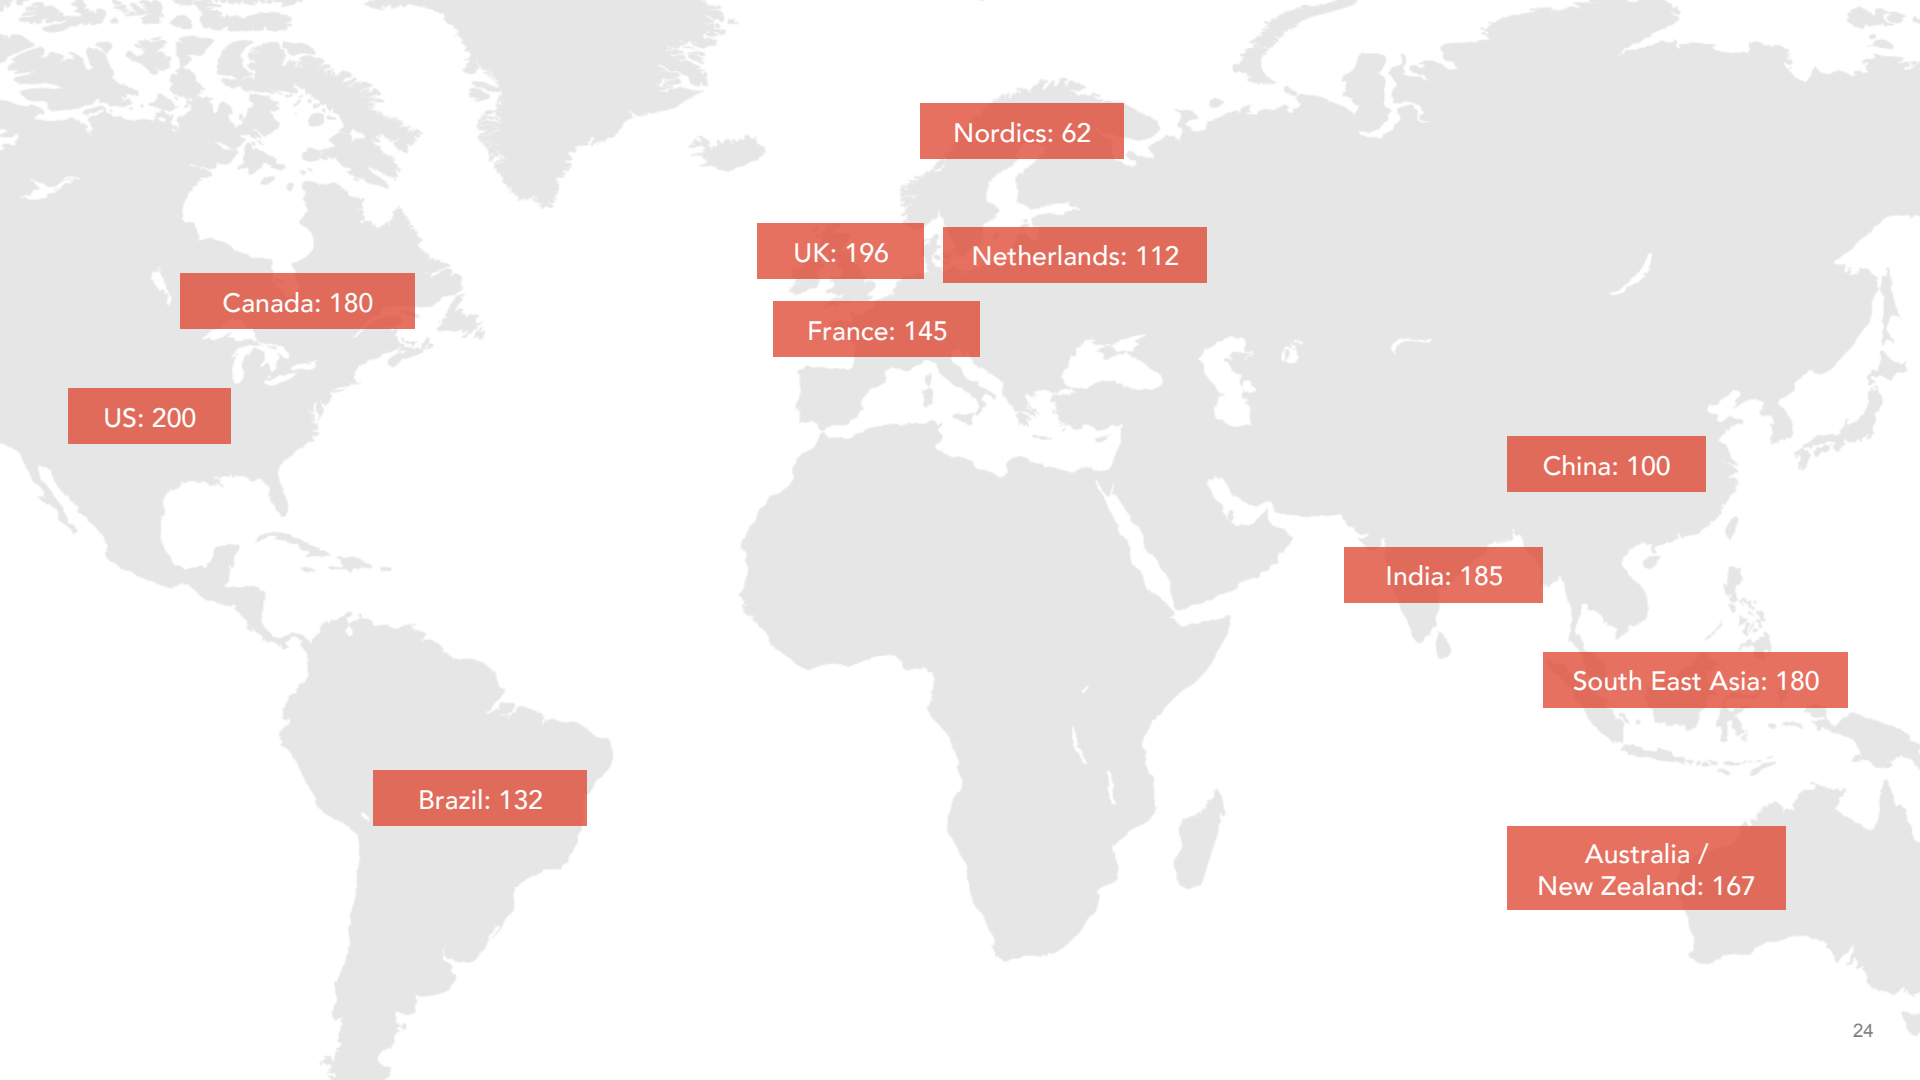 Nordics: 62
UK: 196
Netherlands: 112
Canada: 180
France: 145
US: 200
China: 100
India: 185
South East Asia: 180
Brazil: 132
Australia /
New Zealand: 167
24